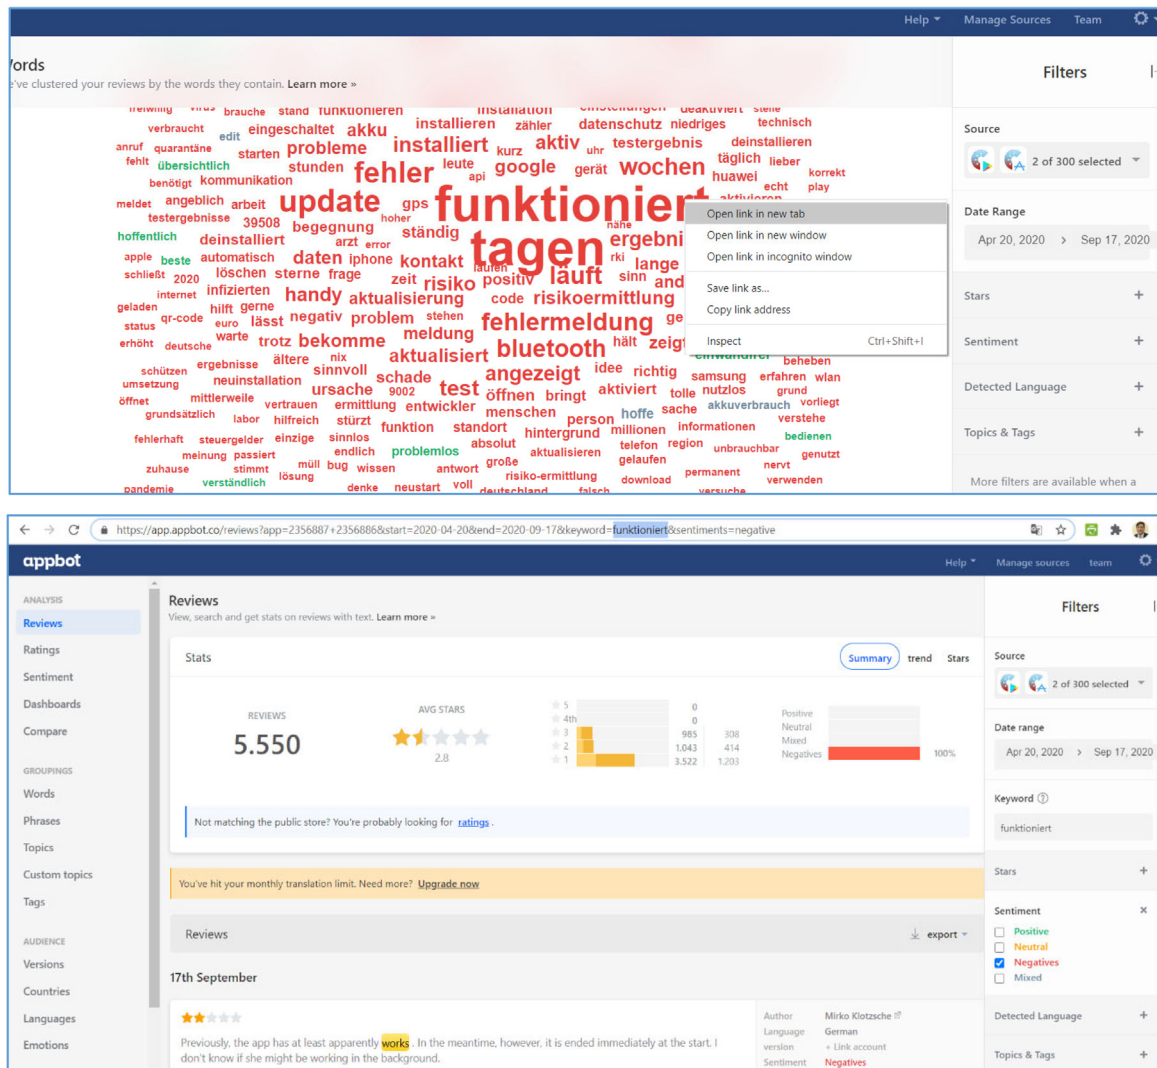 Help Manage Sources Team
Words
We've clustered your reviews by the words they contain. Learn more »
Filters
freiwillig virus brauche stand funktionieren installation einstellungen deaktiviert stelle
verbraucht edit eingeschaltet akku installieren zähler datenschutz niedriges technisch
anruf quarantäne starten probleme installiert kurz aktiv uhr testergebnis deinstallieren
fehlt übersichtlich stunden fehler leute api google gerät wochen täglich lieber
benötigt kommunikation huawei echt korrekt play
meldet angeblich arbeit update gps funktioniert aktivieren
testergebnisse 39508 begegnung hoher ständig tagen nähe ergebni
hoffentlich deinstalliert arzt error
apple beste automatisch daten iphone kontakt laufen läuft rki lange
schließt 2020 löschen sterne frage zeit risiko positiv sinn and
internet infizierten handy aktualisierung code risikoermittlung
geladen hilft gerne
status qr-code euro lässt negativ problem stehen fehlermeldung ge
erhöht deutsche warte trotz bekomme meldung bluetooth hält zeigt einwandfrei
schützen ergebnisse ältere nix aktualisiert angezeigt idee richtig beheben
umsetzung neuinstallation sinnvoll schade samsung erfahren wlan
öffnet mittlerweile ursache 9002 test öffnen bringt aktiviert tolle nutzlos grund
grundsätzlich vertrauen ermittlung entwickler menschen hoffe sache akkuverbrauch vorliegt
labor hilfreich stürzt funktion standort person verstehe
fehlerhaft steuergelder einzige sinnlos hintergrund millionen informationen
meinung passiert endlich problemlos absolut telefon region bedienen
zuhause stimmt müll bug wissen antwort große aktualisieren gelaufen unbrauchbar genutzt
verständlich lösung risiko-ermittlung download permanent nervt verwenden
pandemie denke neustart voll deutschland falsch versuche
Open link in new tab
Open link in new window
Open link in incognito window
Save link as...
Copy link address
Inspect Ctrl+Shift+I
Source
2 of 300 selected
Date Range
Apr 20, 2020 > Sep 17, 2020
Stars +
Sentiment +
Detected Language +
Topics & Tags +
More filters are available when a
https://app.appbot.co/reviews?app=2356887+2356886&start=2020-04-20&end=2020-09-17&keyword=funktioniert&sentiments=negative
appbot
Help Manage sources team
ANALYSIS
Reviews
Ratings
Sentiment
Dashboards
Compare
GROUPINGS
Words
Phrases
Topics
Custom topics
Tags
AUDIENCE
Versions
Countries
Languages
Emotions
Reviews
View, search and get stats on reviews with text. Learn more »
Stats
Summary trend Stars
REVIEWS
5.550
AVG STARS
2.8
5 0
4th 0
3 985 308
2 1.043 414
1 3.522 1.203
Positive
Neutral
Mixed
Negatives 100%
Not matching the public store? You're probably looking for ratings .
You've hit your monthly translation limit. Need more? Upgrade now
Reviews
export
17th September
Previously, the app has at least apparently works . In the meantime, however, it is ended immediately at the start. I
don't know if she might be working in the background.
Author Mirko Klotzsche
Language German
version + Link account
Sentiment Negatives
Filters
Source
2 of 300 selected
Date range
Apr 20, 2020 > Sep 17, 2020
Keyword ?
funktioniert
Stars +
Sentiment ×
Positive
Neutral
Negatives
Mixed
Detected Language +
Topics & Tags +